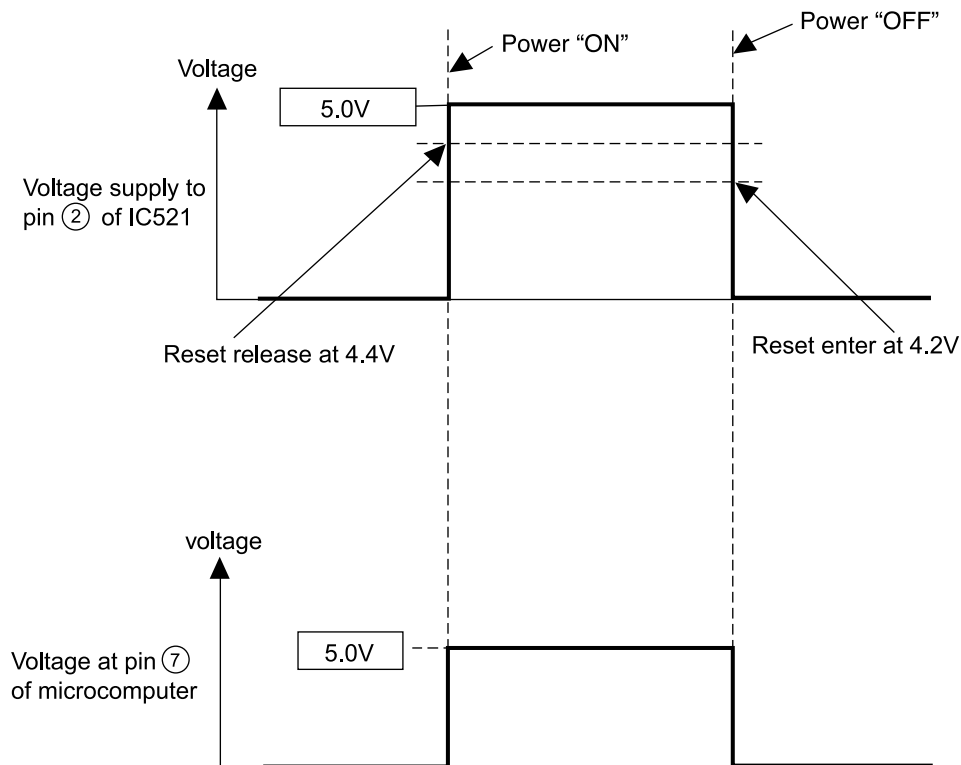 Power “ON”
Power “OFF”
Voltage
5.0V
Voltage supply to
pin ② of IC521
Reset release at 4.4V
Reset enter at 4.2V
voltage
5.0V
Voltage at pin ⑦
of microcomputer